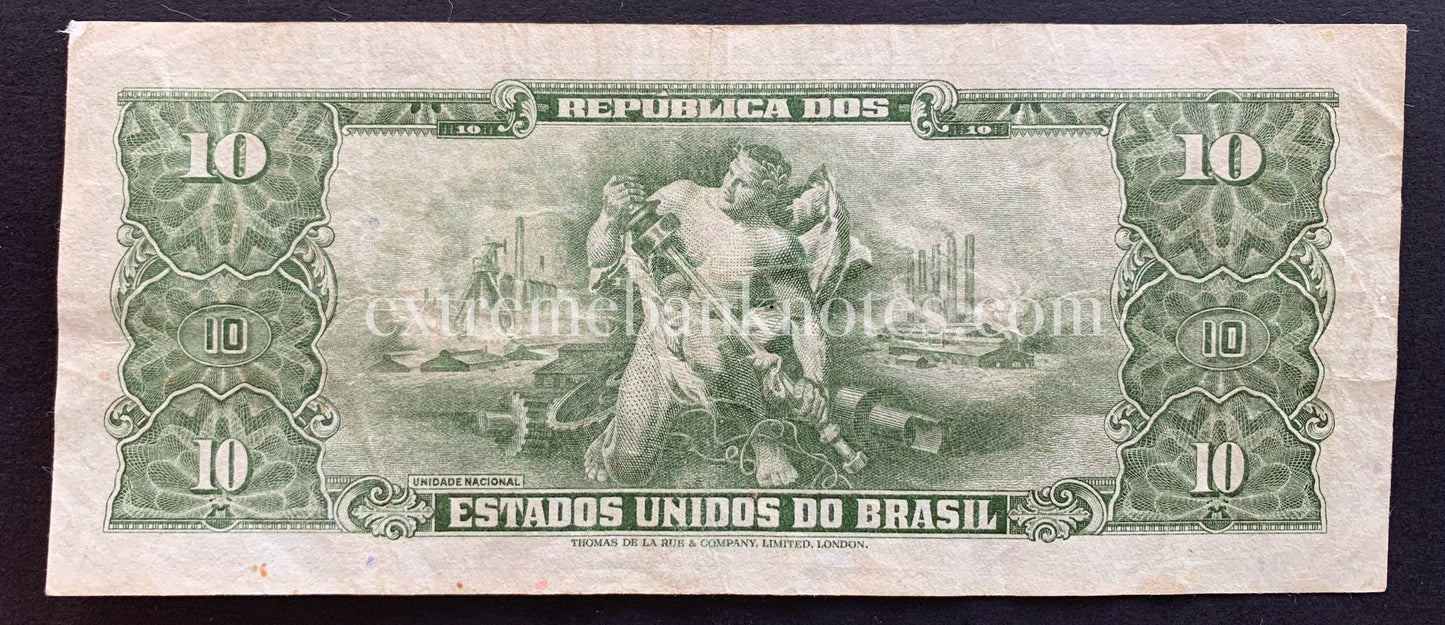 REPÚBLICA DOS
10 10
10 10
extremebanknotes.com
10 10
10 10
UNIDADE NACIONAL
ESTADOS UNIDOS DO BRASIL
THOMAS DE LA RUE & COMPANY, LIMITED, LONDON.